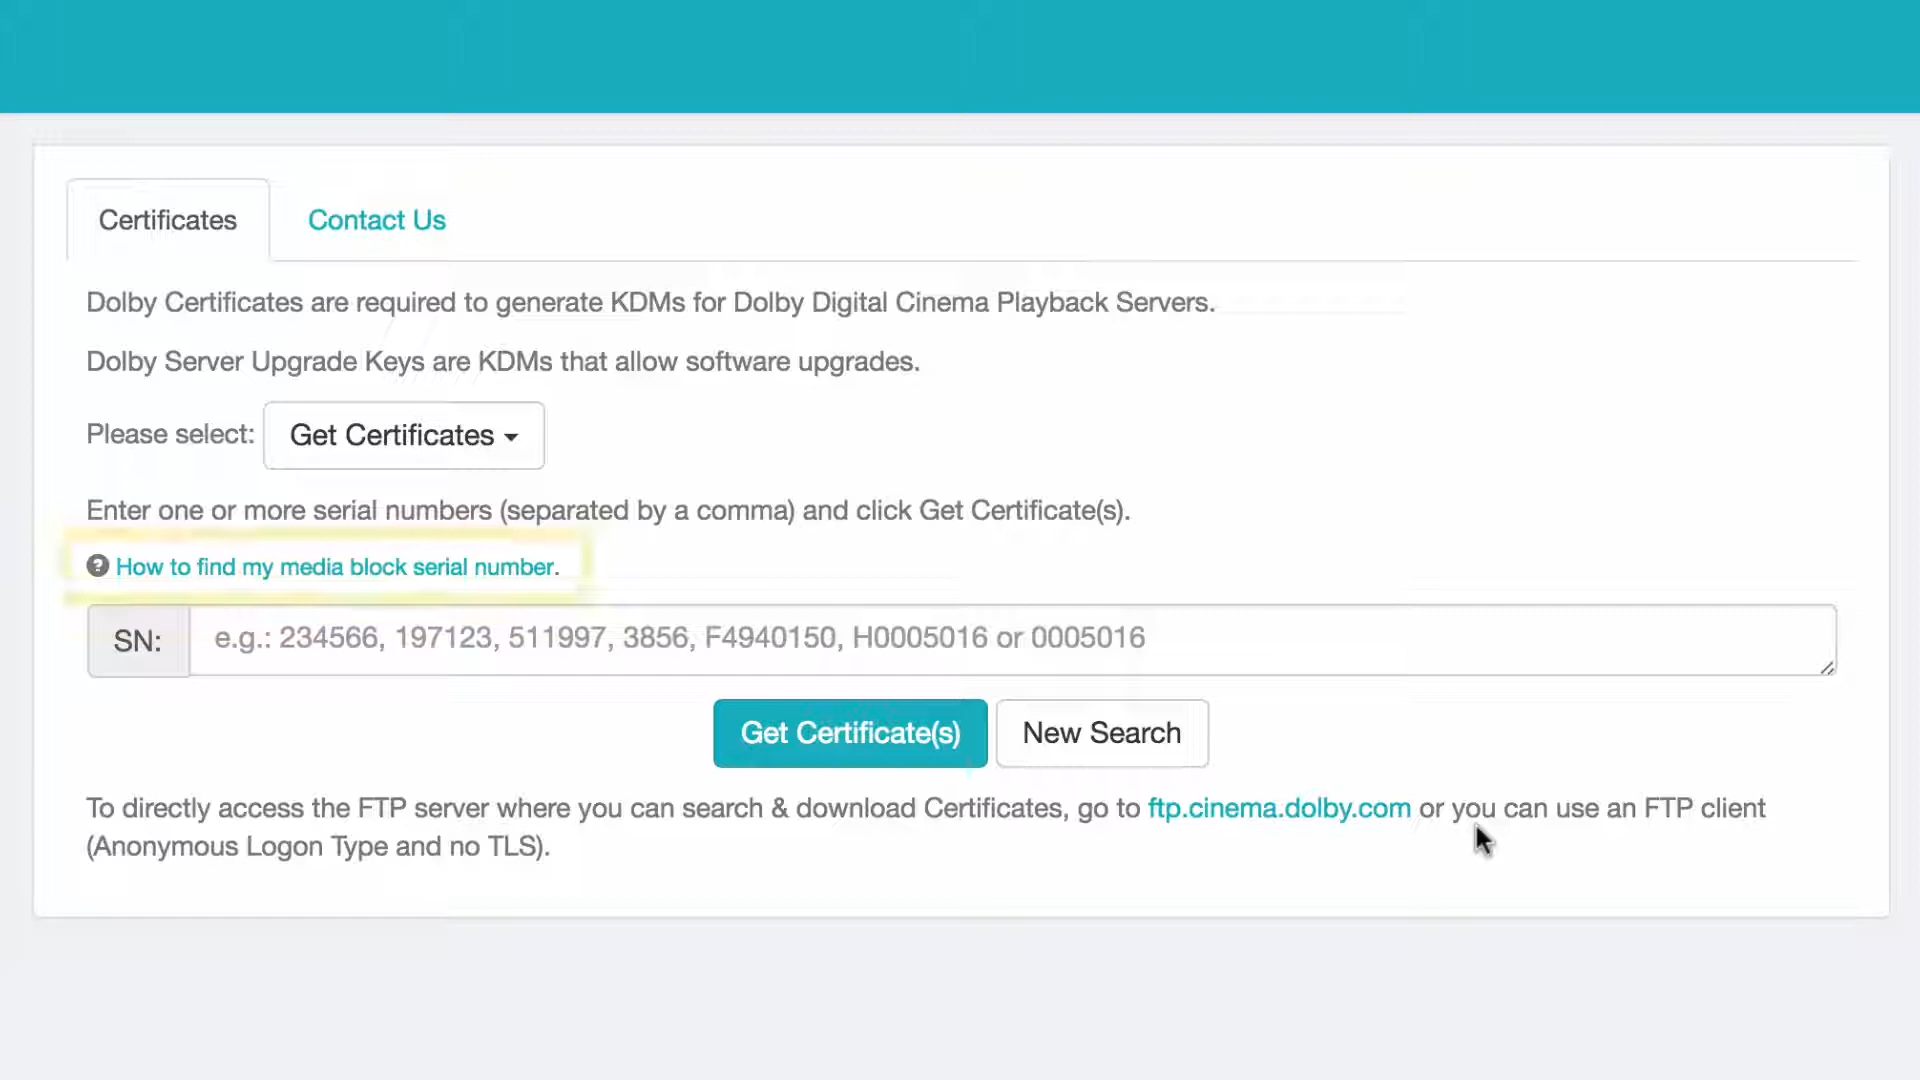 Certificates
Contact Us
Dolby Certificates are required to generate KDMs for Dolby Digital Cinema Playback Servers.
Dolby Server Upgrade Keys are KDMs that allow software upgrades.
Please select: Get Certificates
Enter one or more serial numbers (separated by a comma) and click Get Certificate(s).
? How to find my media block serial number.
SN: e.g.: 234566, 197123, 511997, 3856, F4940150, H0005016 or 0005016
Get Certificate(s) New Search
To directly access the FTP server where you can search & download Certificates, go to ftp.cinema.dolby.com or you can use an FTP client
(Anonymous Logon Type and no TLS).